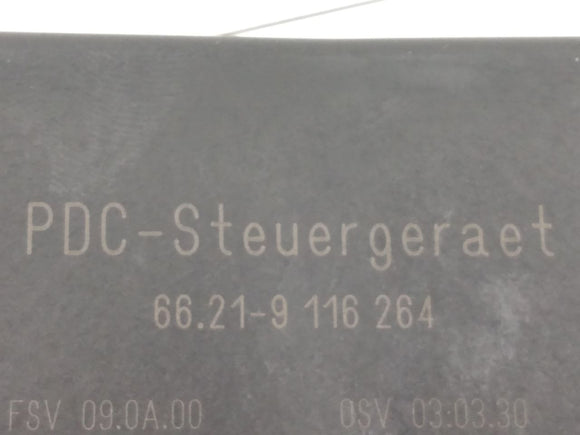 PDC-Steuergeraet
66.21-9 116 264
FSV 09.0A.00 OSV 03.03.30